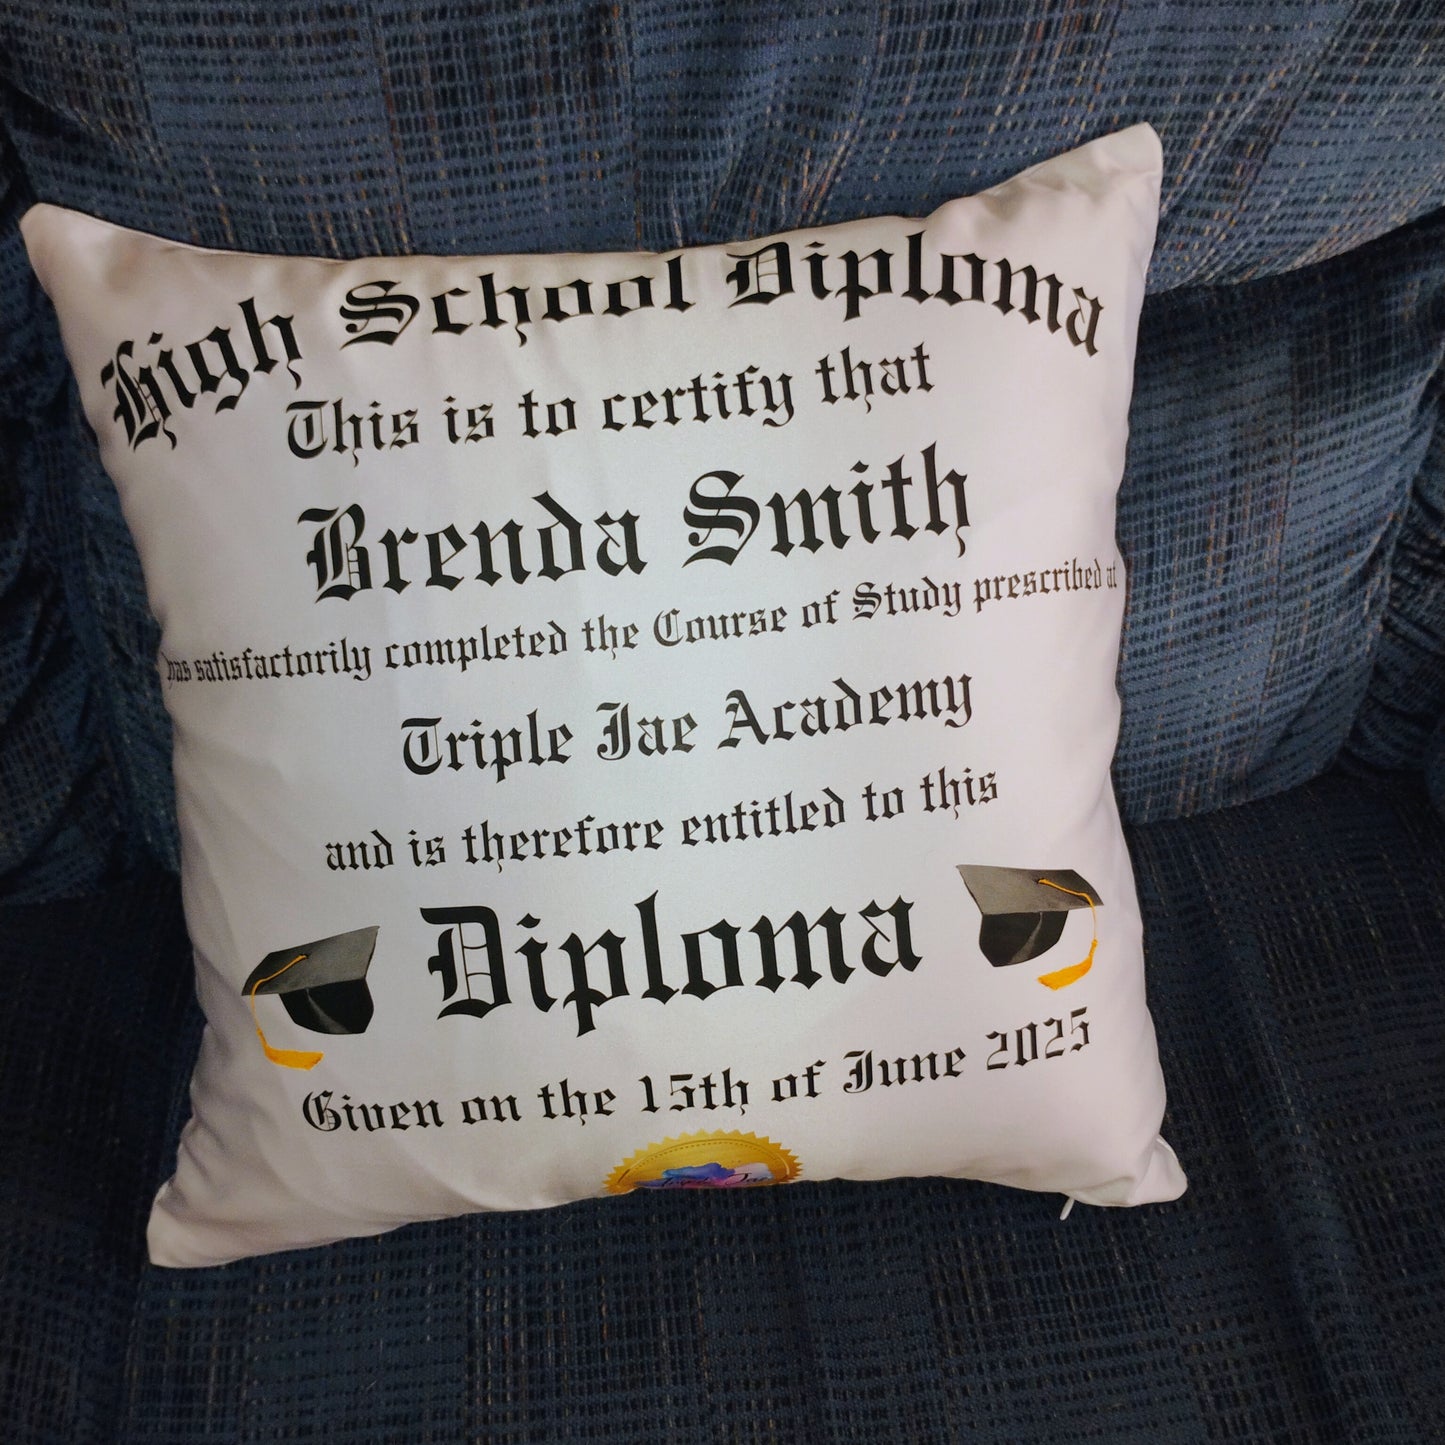 High School Diploma
This is to certify that
Brenda Smith
has satisfactorily completed the Course of Study prescribed at
Triple Jae Academy
and is therefore entitled to this
Diploma
Given on the 15th of June 2025